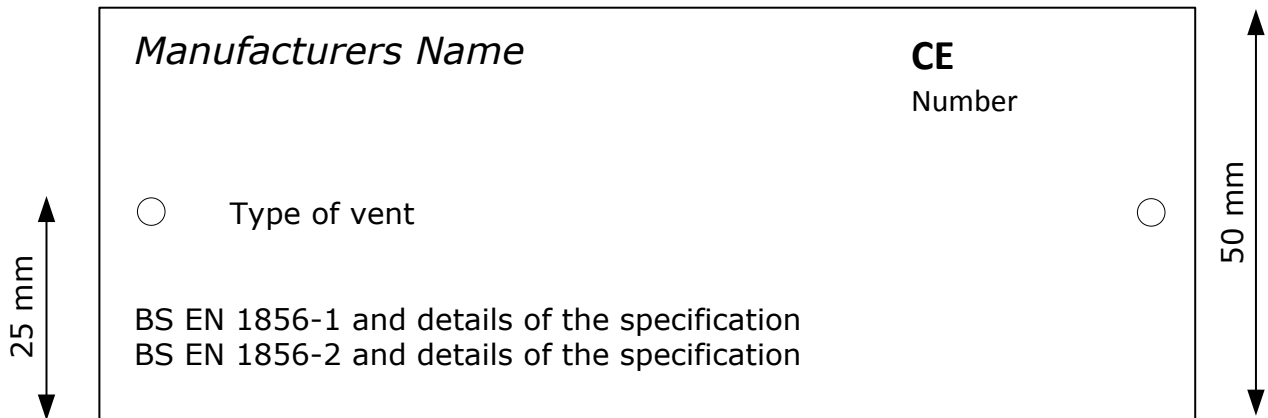 Manufacturers Name
CE
Number
Type of vent
BS EN 1856-1 and details of the specification
BS EN 1856-2 and details of the specification
25 mm
50 mm